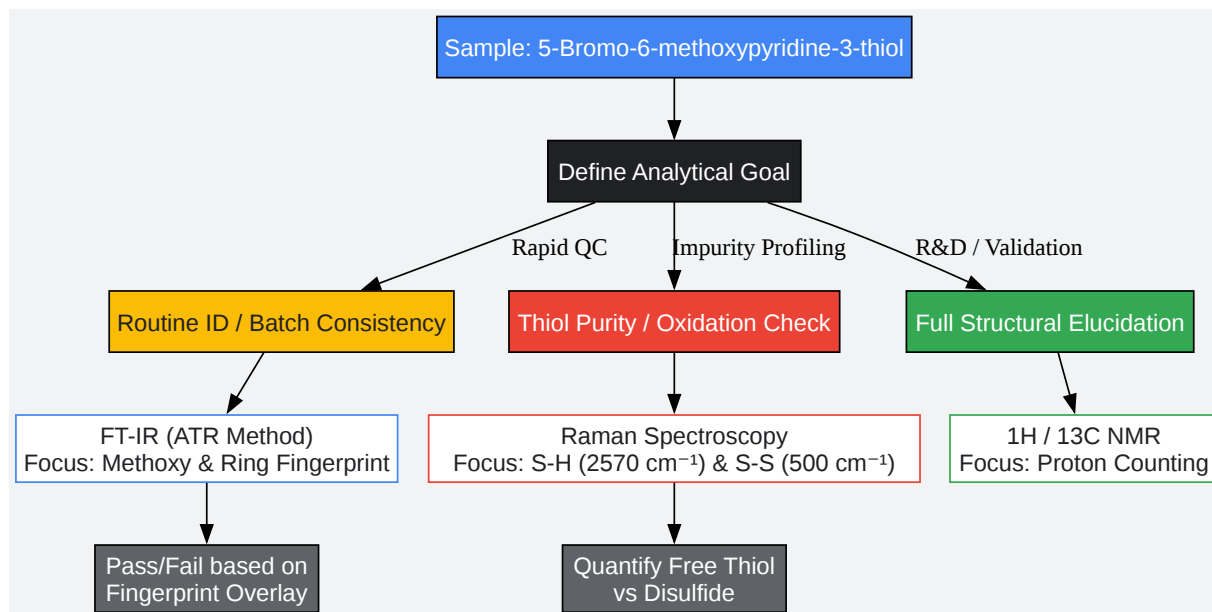 Sample: 5-Bromo-6-methoxypyridine-3-thiol
Define Analytical Goal
Rapid QC
Impurity Profiling
R&D / Validation
Routine ID / Batch Consistency
Thiol Purity / Oxidation Check
Full Structural Elucidation
FT-IR (ATR Method)
Focus: Methoxy & Ring Fingerprint
Raman Spectroscopy
Focus: S-H (2570 cm⁻¹) & S-S (500 cm⁻¹)
1H / 13C NMR
Focus: Proton Counting
Pass/Fail based on
Fingerprint Overlay
Quantify Free Thiol
vs Disulfide